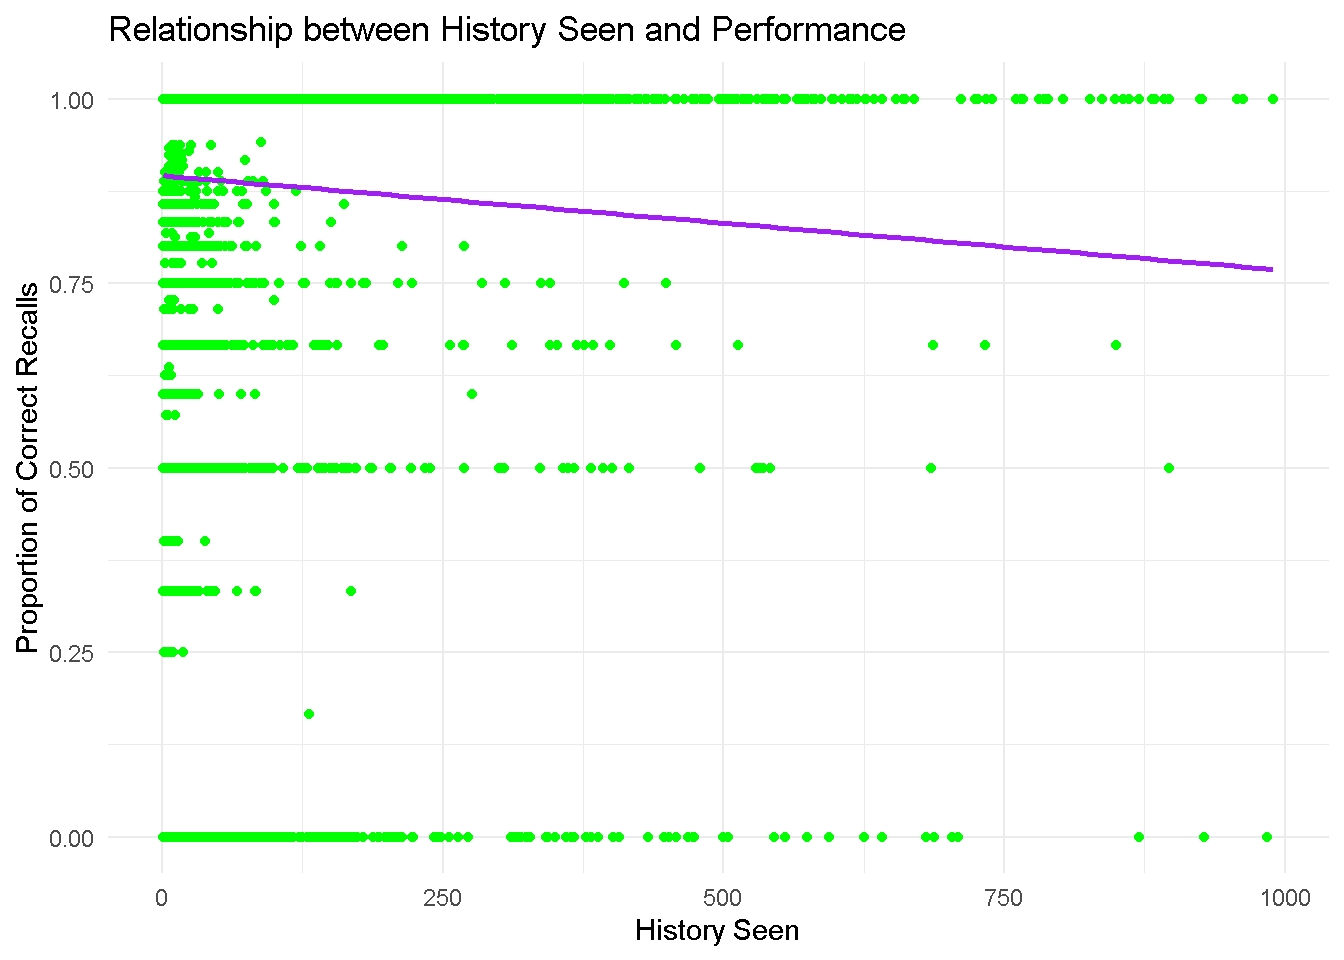 Relationship between History Seen and Performance
Proportion of Correct Recalls
1.00
0.75
0.50
0.25
0.00
0 250 500 750 1000
History Seen